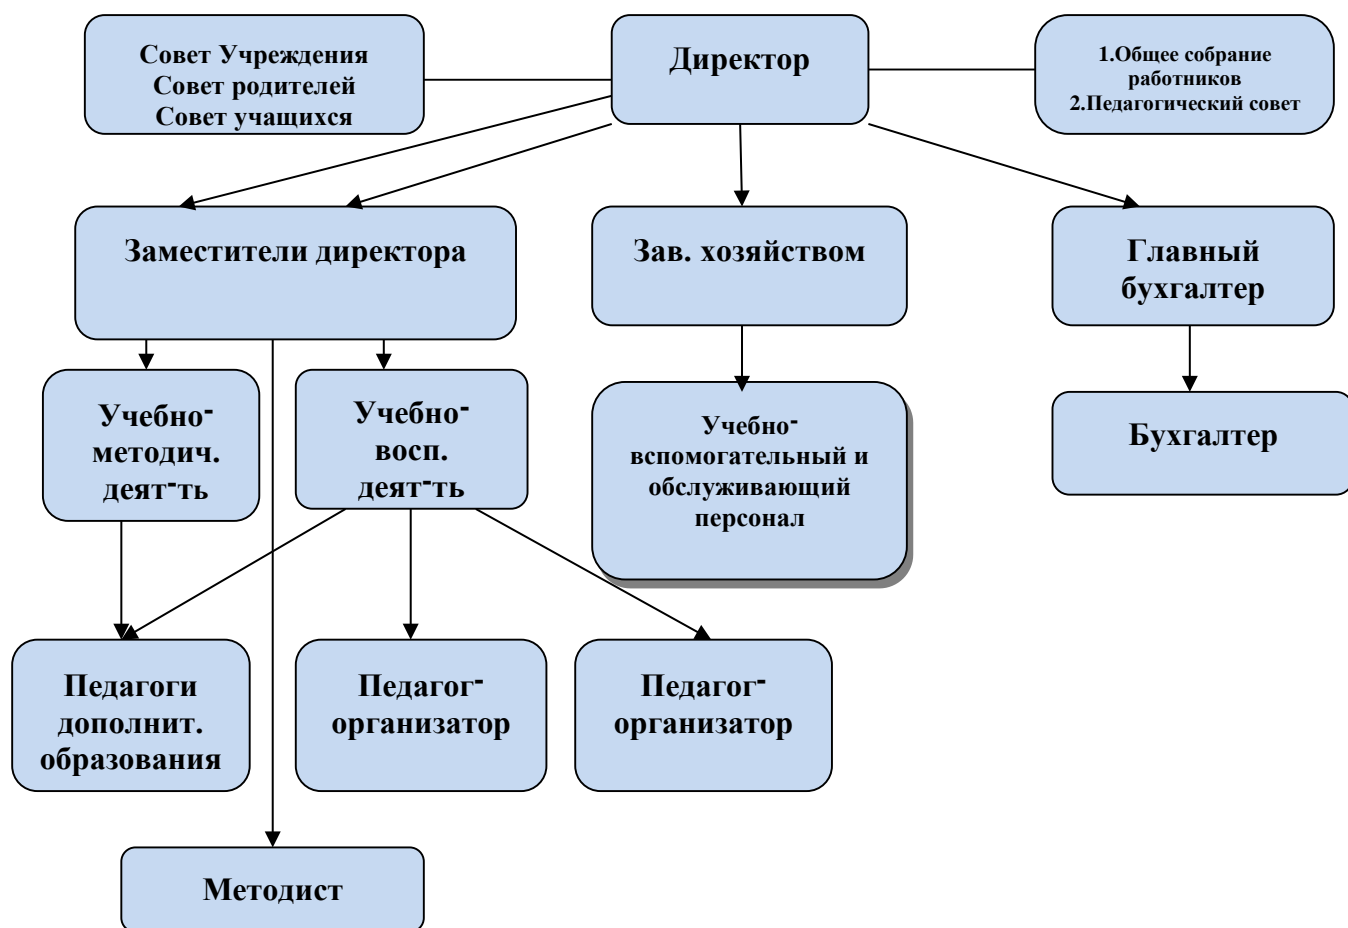 Совет Учреждения
Совет родителей
Совет учащихся
Директор
1.Общее собрание
работников
2.Педагогический совет
Заместители директора
Зав. хозяйством
Главный
бухгалтер
Учебно-
методич.
деят-ть
Учебно-
восп.
деят-ть
Учебно-
вспомогательный и
обслуживающий
персонал
Бухгалтер
Педагоги
дополнит.
образования
Педагог-
организатор
Педагог-
организатор
Методист